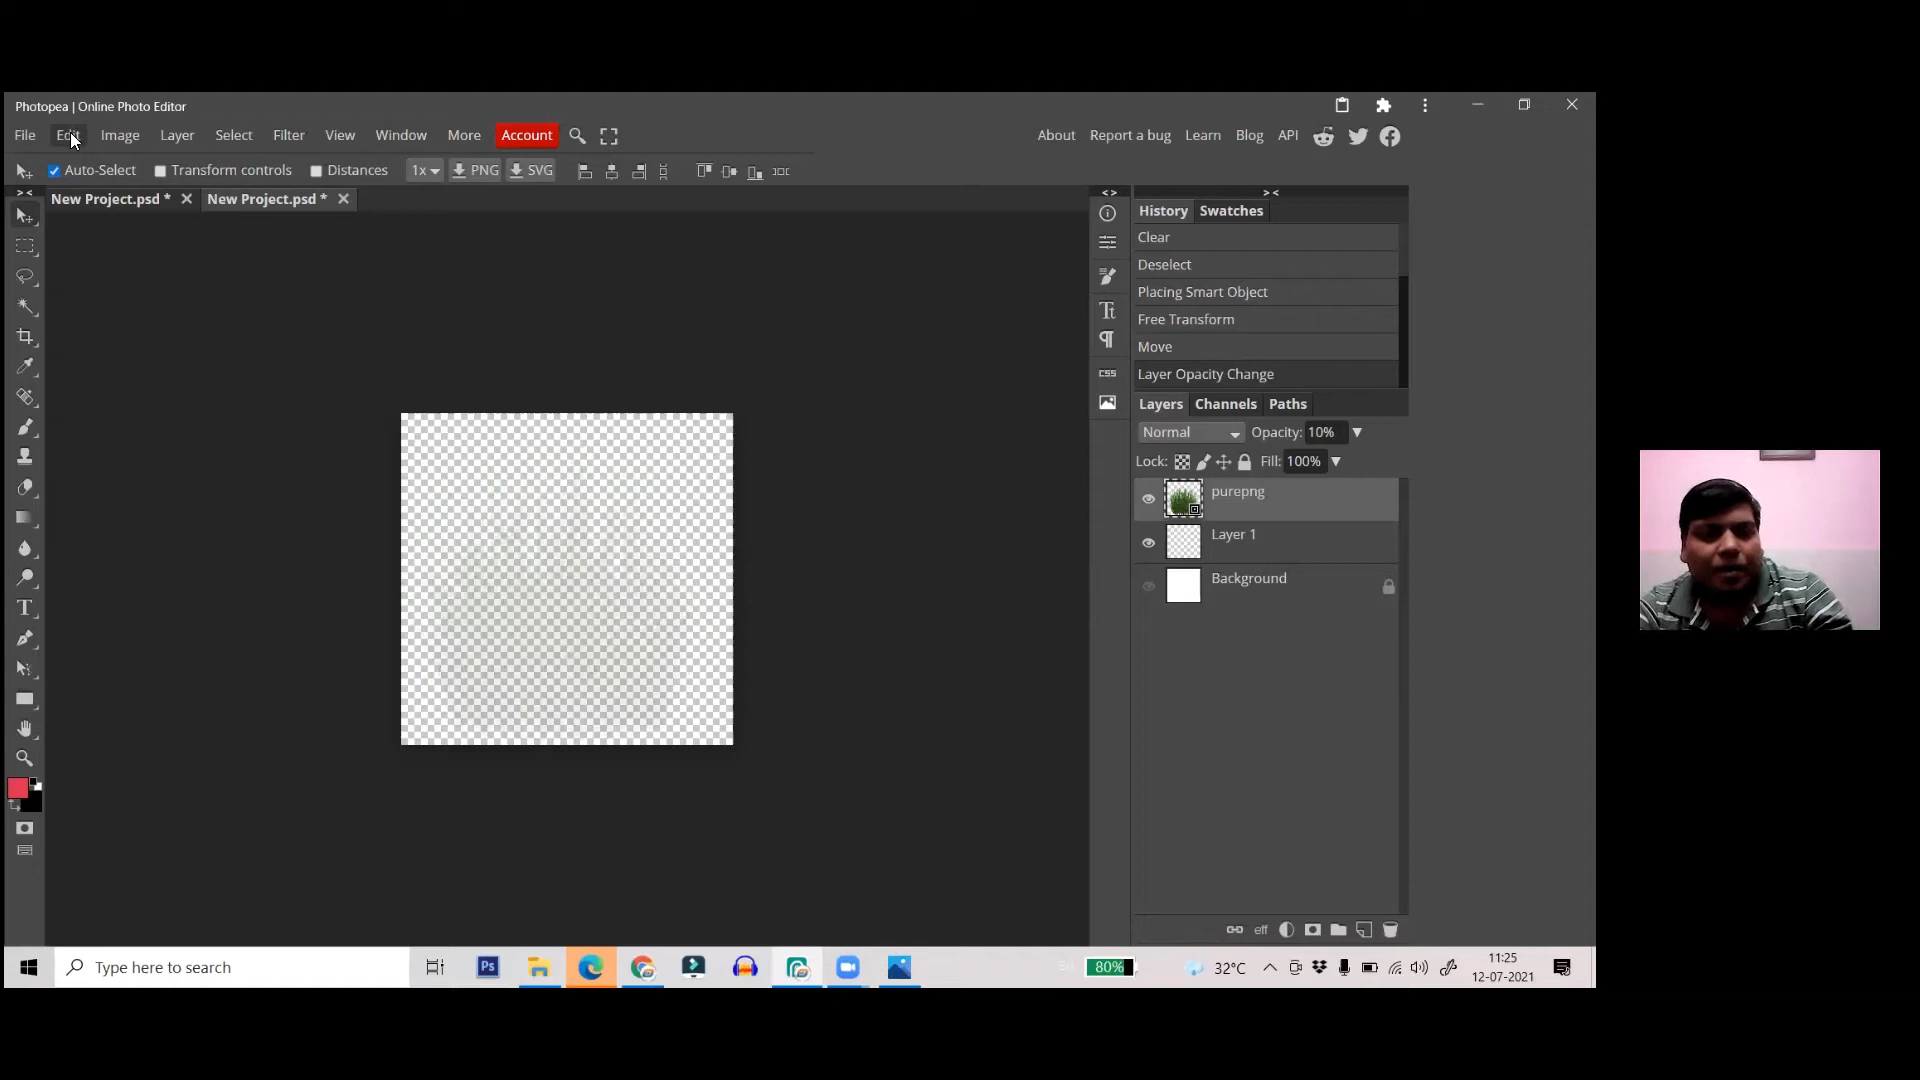 Photopea | Online Photo Editor
File Edit Image Layer Select Filter View Window More Account About Report a bug Learn Blog API
Auto-Select Transform controls Distances 1x PNG SVG
> < New Project.psd * New Project.psd * < > > <
History Swatches
Clear
Deselect
Placing Smart Object
Free Transform
Move
Layer Opacity Change
CSS
Layers Channels Paths
Normal Opacity: 10%
Lock: Fill: 100%
purepng
Layer 1
Background
eff
Type here to search
Ps
80%
32°C
11:25
12-07-2021